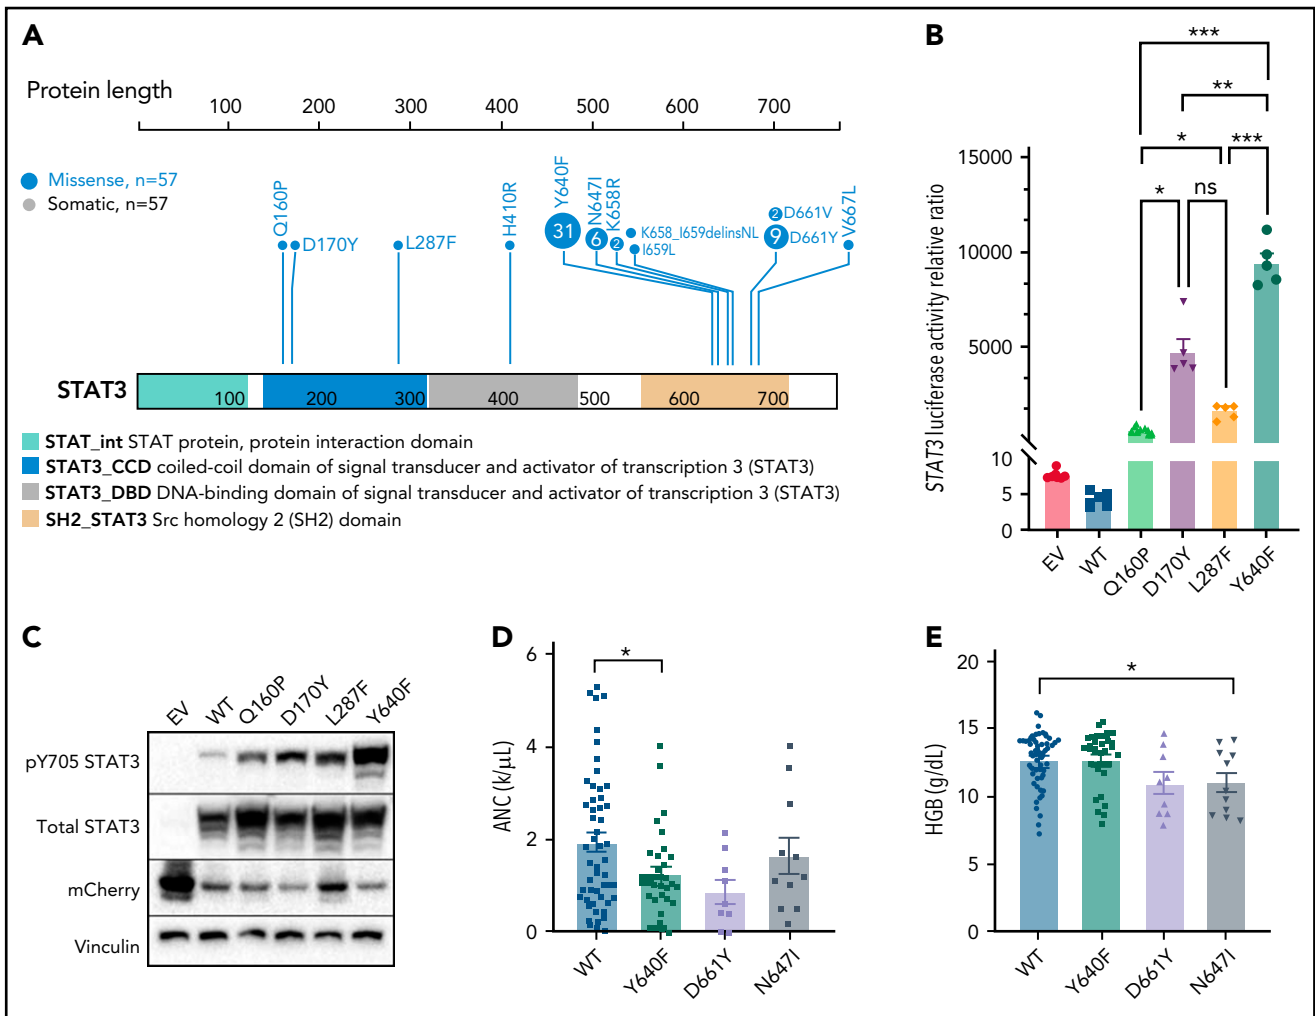 A
Protein length
100 200 300 400 500 600 700
Missense, n=57
Somatic, n=57
Q160P
D170Y
L287F
H410R
Y640F
31
N647I
6
K658R
2
K658_I659delinsNL
I659L
2 D661V
9 D661Y
V667L
STAT3
100 200 300 400 500 600 700
STAT_int STAT protein, protein interaction domain
STAT3_CCD coiled-coil domain of signal transducer and activator of transcription 3 (STAT3)
STAT3_DBD DNA-binding domain of signal transducer and activator of transcription 3 (STAT3)
SH2_STAT3 Src homology 2 (SH2) domain
B
STAT3 luciferase activity relative ratio
15000
10000
5000
10
5
0
***
**
* ***
* ns
EV WT Q160P D170Y L287F Y640F
C
EV WT Q160P D170Y L287F Y640F
pY705 STAT3
Total STAT3
mCherry
Vinculin
D
ANC (k/μL)
6
4
2
0
*
WT Y640F D661Y N647I
E
HGB (g/dL)
20
15
10
5
0
*
WT Y640F D661Y N647I